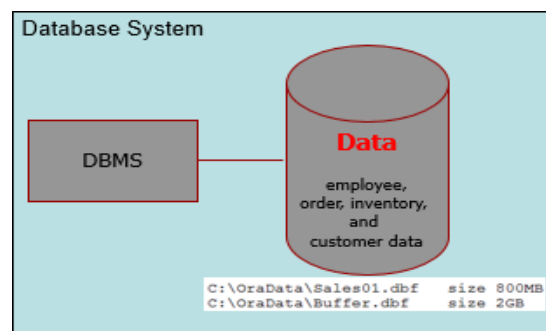 Database System
DBMS
Data
employee,
order, inventory,
and
customer data
C:\OraData\Sales01.dbf size 800MB
C:\OraData\Buffer.dbf size 2GB